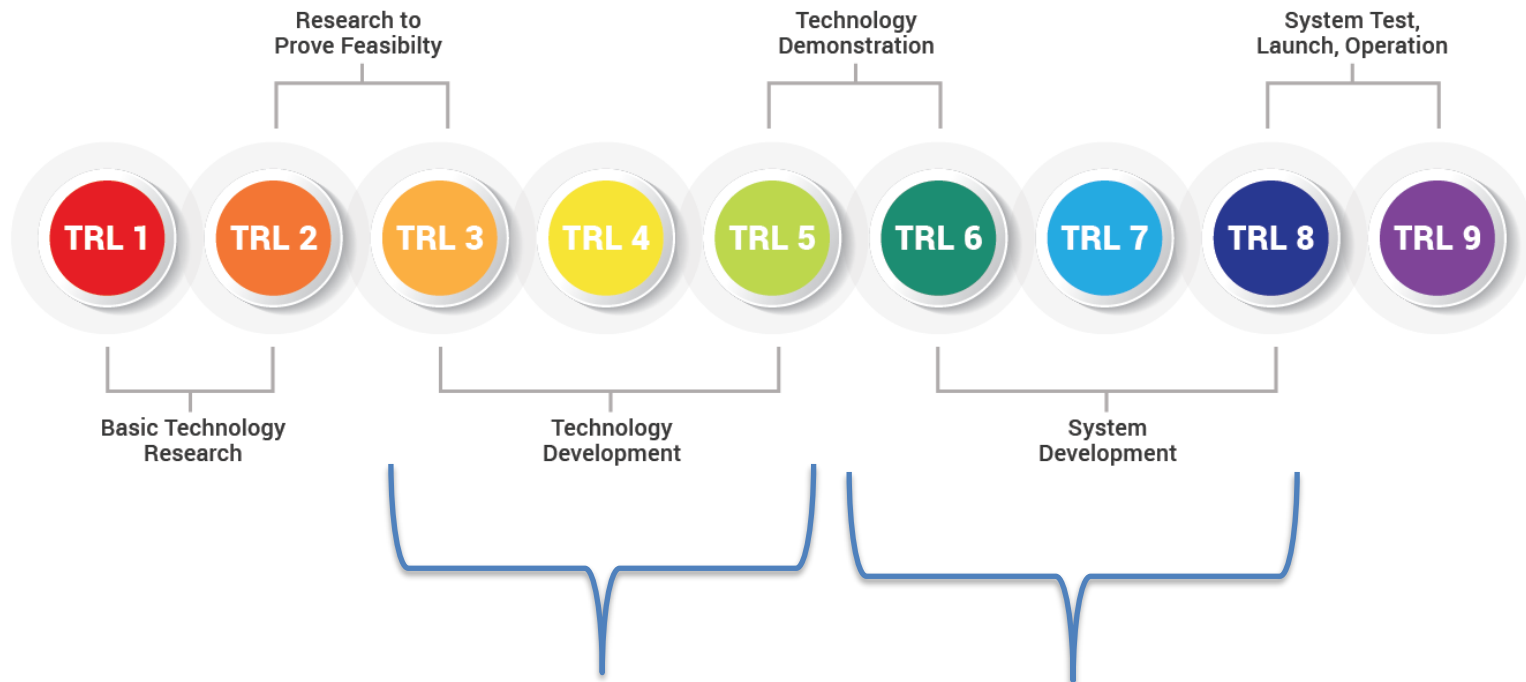 Research to
Prove Feasibilty
Technology
Demonstration
System Test,
Launch, Operation
TRL 1
TRL 2
TRL 3
TRL 4
TRL 5
TRL 6
TRL 7
TRL 8
TRL 9
Basic Technology
Research
Technology
Development
System
Development